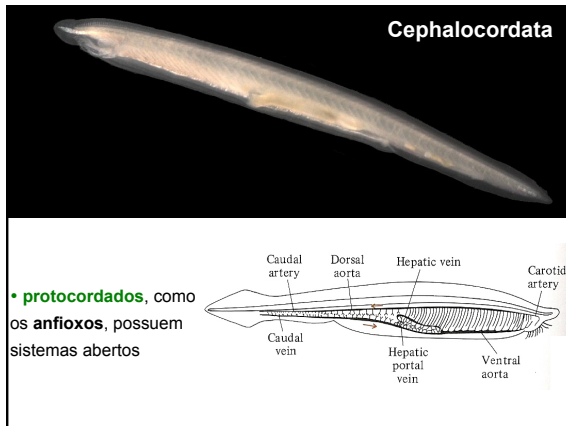 Cephalocordata
• protocordados, como
os anfioxos, possuem
sistemas abertos
Caudal
artery
Dorsal
aorta
Hepatic vein
Carotid
artery
Caudal
vein
Hepatic
portal
vein
Ventral
aorta